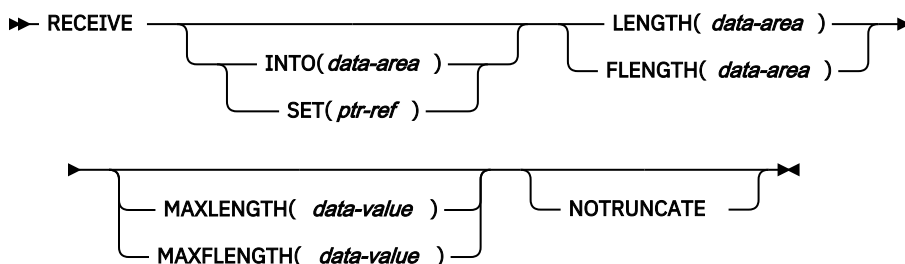 RECEIVE LENGTH( data-area )
INTO( data-area ) FLENGTH( data-area )
SET( ptr-ref )
MAXLENGTH( data-value ) NOTRUNCATE
MAXFLENGTH( data-value )